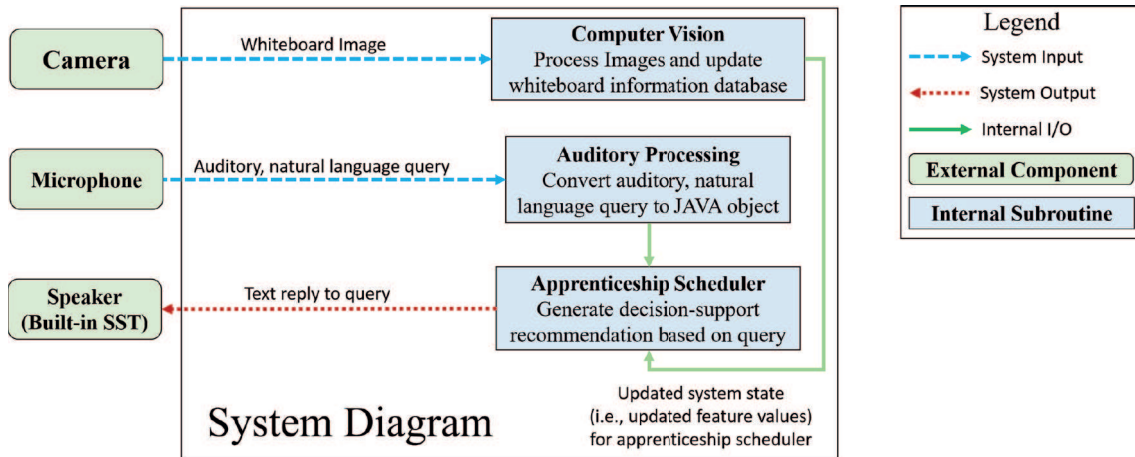 Camera
Whiteboard Image
Computer Vision
Process Images and update
whiteboard information database
Microphone
Auditory, natural language query
Auditory Processing
Convert auditory, natural
language query to JAVA object
Speaker
(Built-in SST)
Text reply to query
Apprenticeship Scheduler
Generate decision-support
recommendation based on query
Updated system state
(i.e., updated feature values)
for apprenticeship scheduler
System Diagram
Legend
System Input
System Output
Internal I/O
External Component
Internal Subroutine